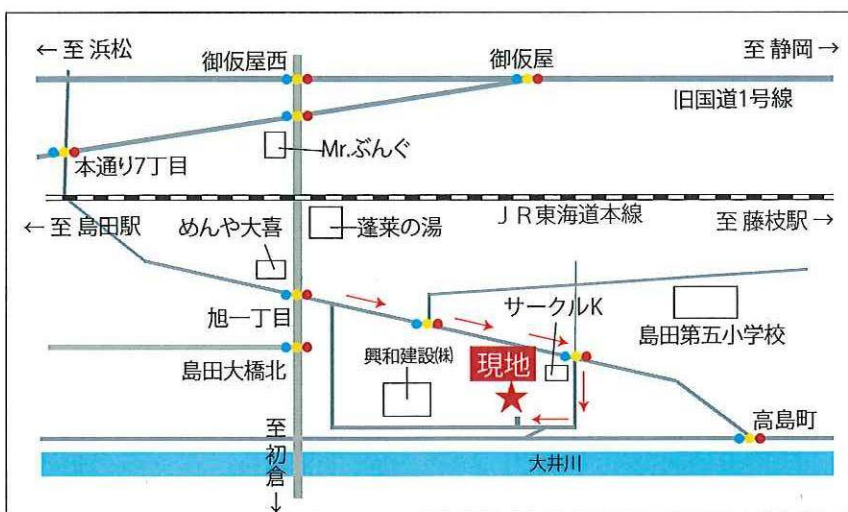 ← 至 浜松
御仮屋西
御仮屋
至 静岡 →
旧国道1号線
本通り7丁目
Mr.ぶんぐ
← 至 島田駅
めんや大喜
蓬莱の湯
JR東海道本線
至 藤枝駅→
旭一丁目
サークルK
島田第五小学校
島田大橋北
興和建設㈱
現地
高島町
至初倉↓
大井川